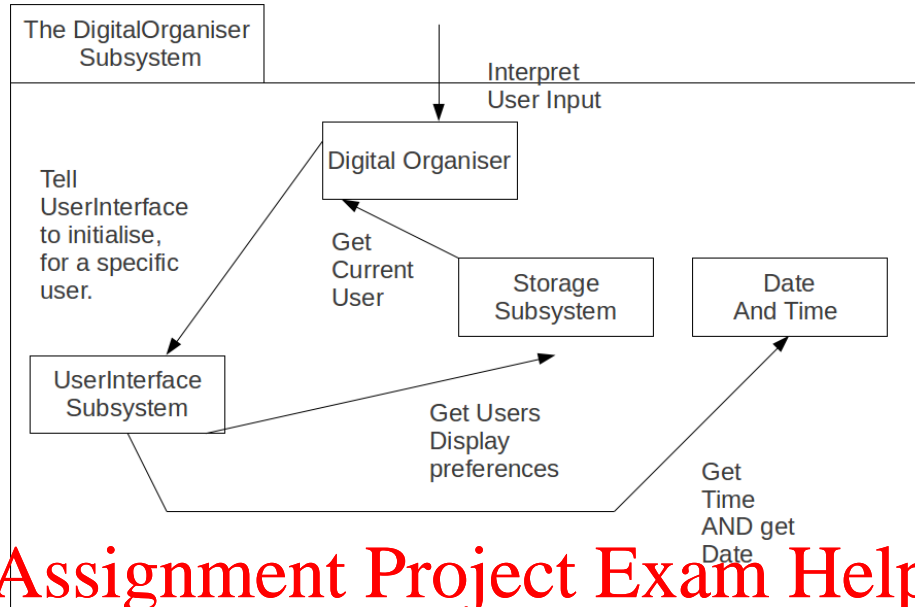 The DigitalOrganiser
Subsystem
Interpret
User Input
Digital Organiser
Tell
UserInterface
to initialise,
for a specific
user.
Get
Current
User
Storage
Subsystem
Date
And Time
UserInterface
Subsystem
Get Users
Display
preferences
Get
Time
AND get
Date
Assignment Project Exam Help